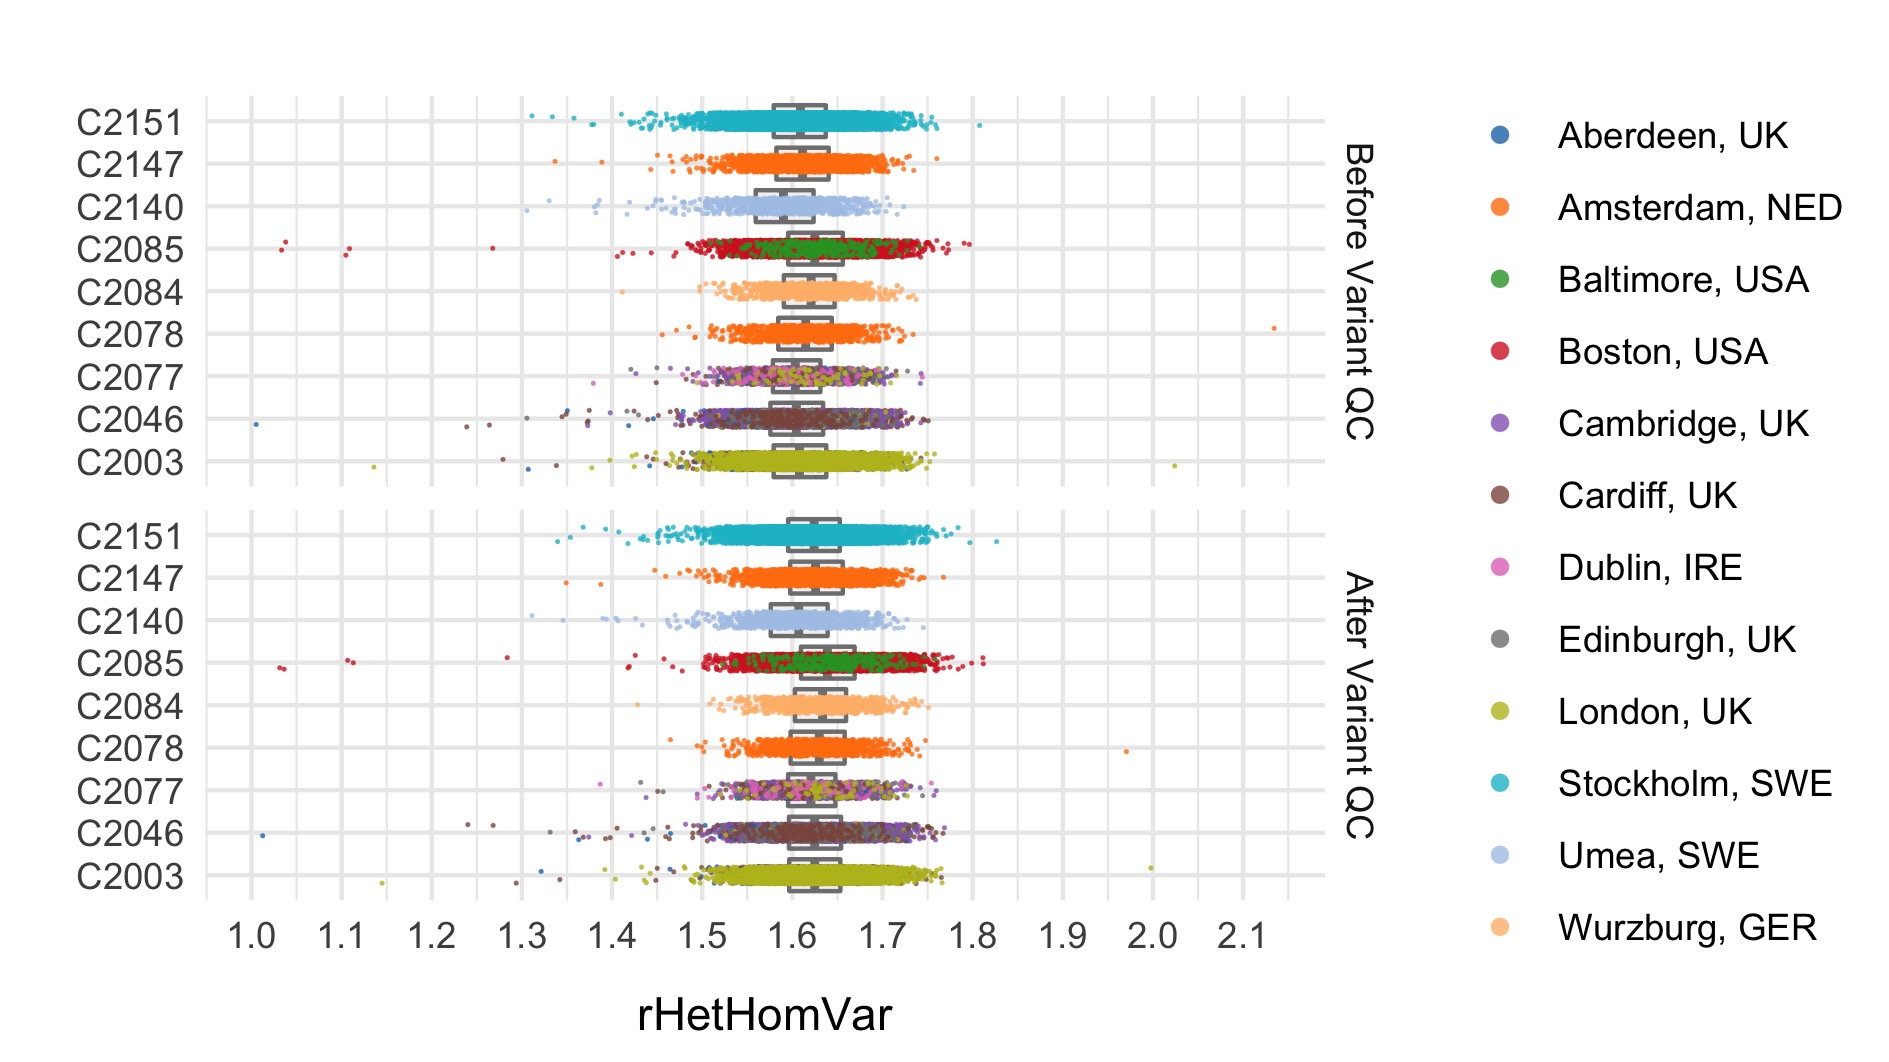 C2151
C2147
C2140
C2085
C2084
C2078
C2077
C2046
C2003
Before Variant QC
C2151
C2147
C2140
C2085
C2084
C2078
C2077
C2046
C2003
After Variant QC
1.0 1.1 1.2 1.3 1.4 1.5 1.6 1.7 1.8 1.9 2.0 2.1
rHetHomVar
Aberdeen, UK
Amsterdam, NED
Baltimore, USA
Boston, USA
Cambridge, UK
Cardiff, UK
Dublin, IRE
Edinburgh, UK
London, UK
Stockholm, SWE
Umea, SWE
Wurzburg, GER